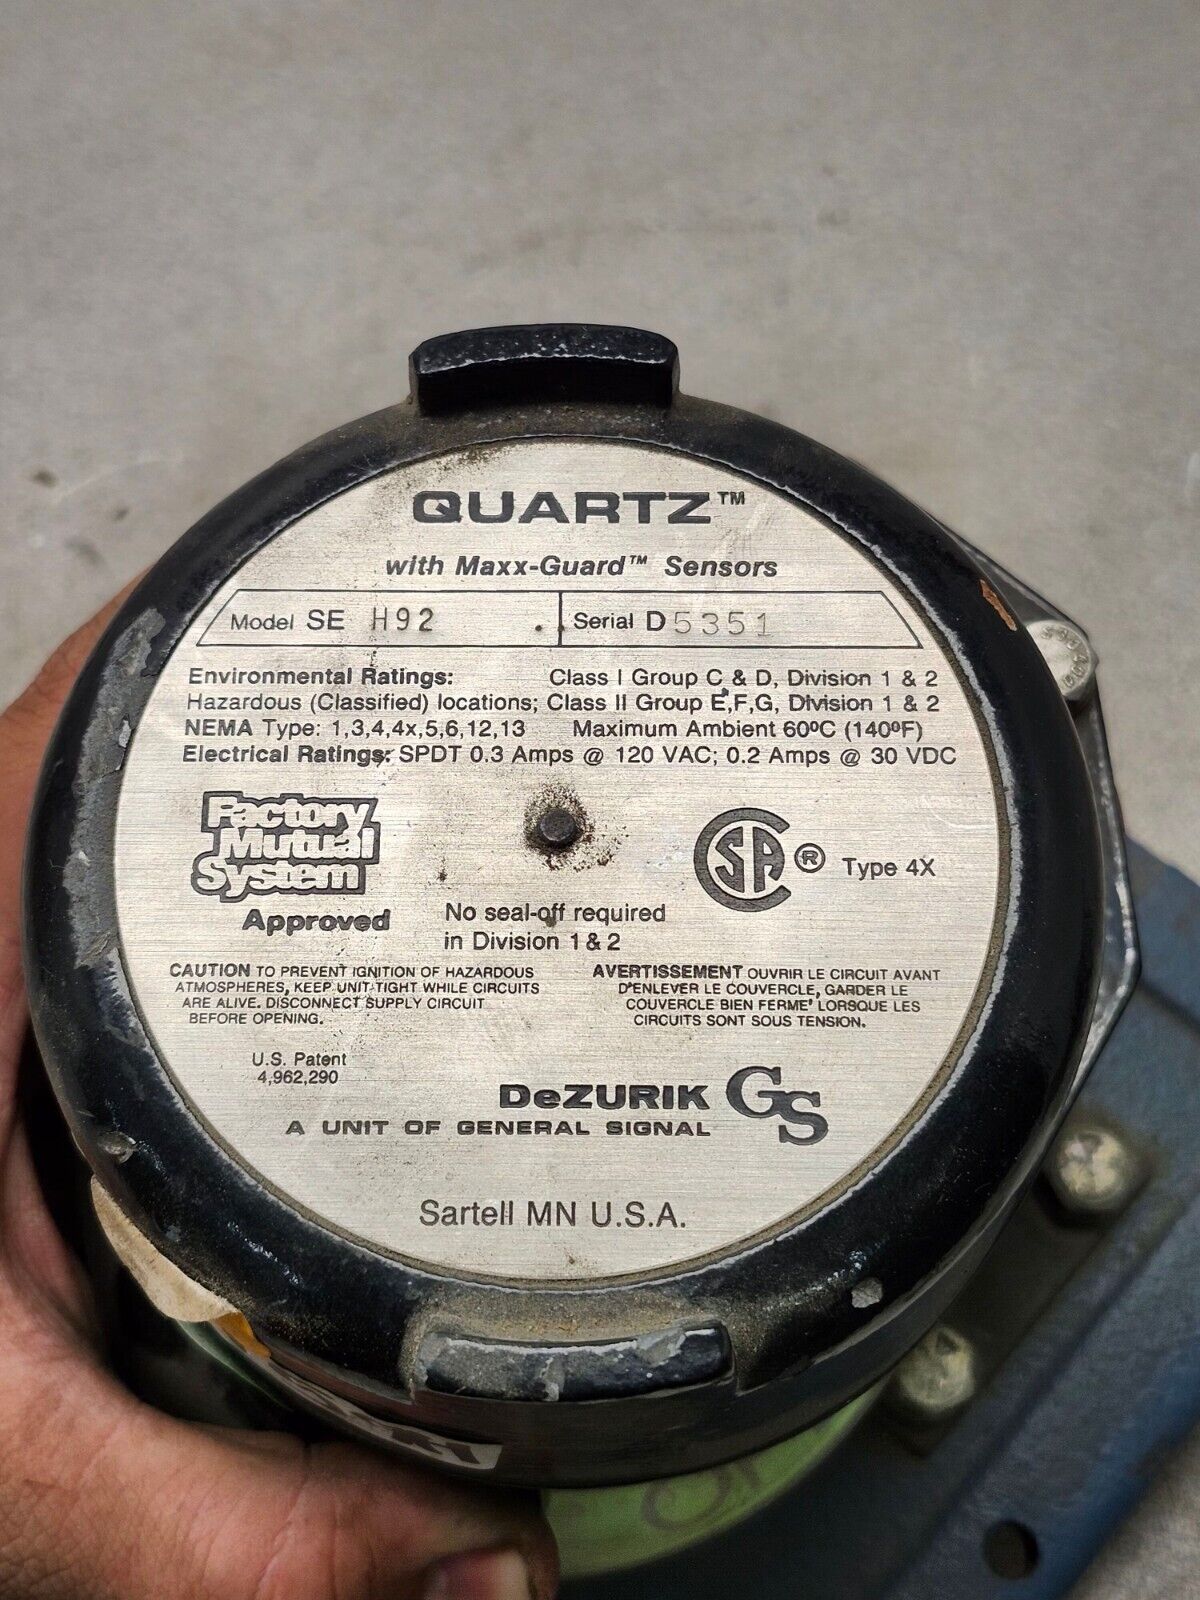 QUARTZ™
with Maxx-Guard™ Sensors
Model SE H92 Serial D5351
Environmental Ratings: Class I Group C & D, Division 1 & 2
Hazardous (Classified) locations; Class II Group E,F,G, Division 1 & 2
NEMA Type: 1,3,4,4x,5,6,12,13 Maximum Ambient 60ºC (140ºF)
Electrical Ratings: SPDT 0.3 Amps @ 120 VAC; 0.2 Amps @ 30 VDC
Factory
Mutual
System
Approved
CSA® Type 4X
No seal-off required
in Division 1 & 2
CAUTION TO PREVENT IGNITION OF HAZARDOUS
ATMOSPHERES, KEEP UNIT TIGHT WHILE CIRCUITS
ARE ALIVE. DISCONNECT SUPPLY CIRCUIT
BEFORE OPENING.
AVERTISSEMENT OUVRIR LE CIRCUIT AVANT
D'ENLEVER LE COUVERCLE, GARDER LE
COUVERCLE BIEN FERME' LORSQUE LES
CIRCUITS SONT SOUS TENSION.
U.S. Patent
4,962,290
DeZURIK GS
A UNIT OF GENERAL SIGNAL
Sartell MN U.S.A.